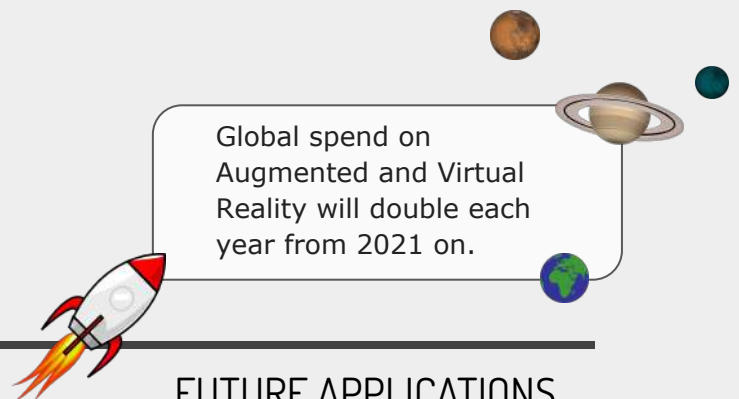 Global spend on
Augmented and Virtual
Reality will double each
year from 2021 on.
FUTURE APPLICATIONS